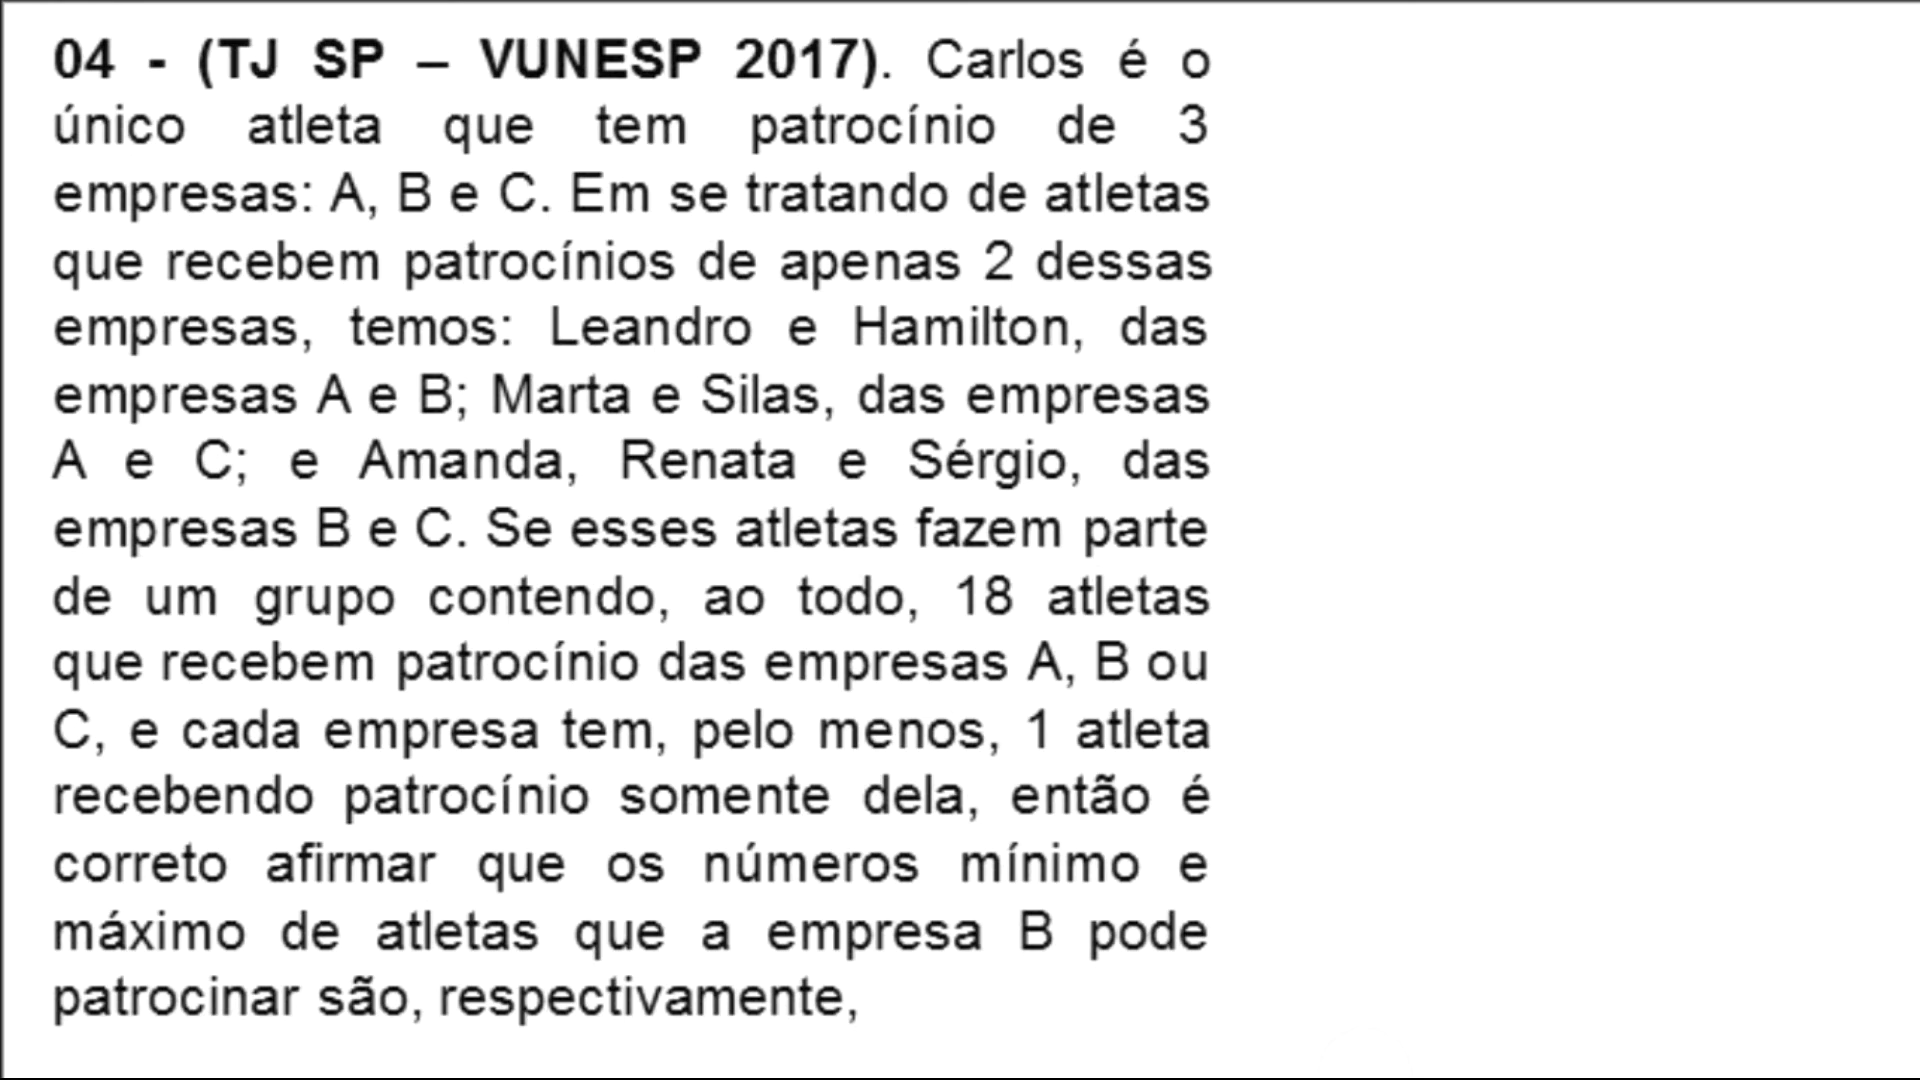 04 - (TJ SP – VUNESP 2017). Carlos é o
único atleta que tem patrocínio de 3
empresas: A, B e C. Em se tratando de atletas
que recebem patrocínios de apenas 2 dessas
empresas, temos: Leandro e Hamilton, das
empresas A e B; Marta e Silas, das empresas
A e C; e Amanda, Renata e Sérgio, das
empresas B e C. Se esses atletas fazem parte
de um grupo contendo, ao todo, 18 atletas
que recebem patrocínio das empresas A, B ou
C, e cada empresa tem, pelo menos, 1 atleta
recebendo patrocínio somente dela, então é
correto afirmar que os números mínimo e
máximo de atletas que a empresa B pode
patrocinar são, respectivamente,